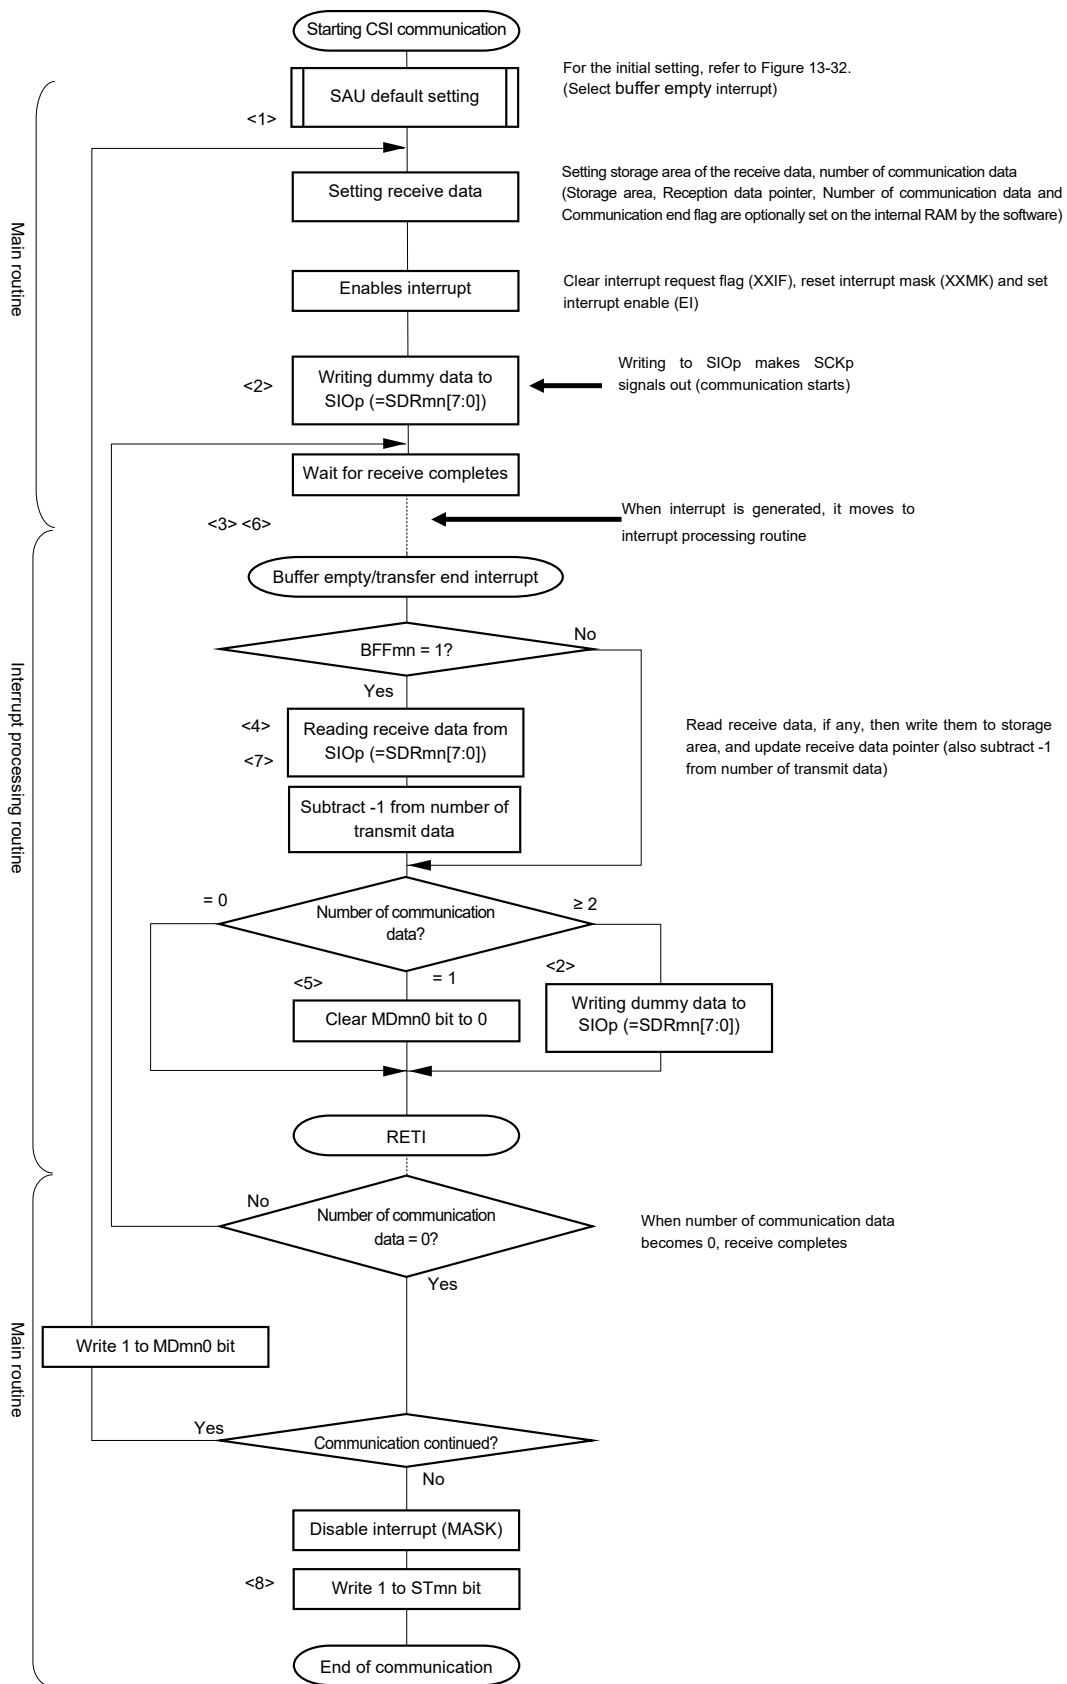 Starting CSI communication
For the initial setting, refer to Figure 13-32.
(Select buffer empty interrupt)
SAU default setting
<1>
Setting storage area of the receive data, number of communication data
(Storage area, Reception data pointer, Number of communication data and
Communication end flag are optionally set on the internal RAM by the software)
Setting receive data
Main routine
Enables interrupt
Clear interrupt request flag (XXIF), reset interrupt mask (XXMK) and set
interrupt enable (EI)
Writing to SIOp makes SCKp
signals out (communication starts)
<2>
Writing dummy data to
SIOp (=SDRmn[7:0])
Wait for receive completes
<3> <6>
When interrupt is generated, it moves to
interrupt processing routine
Buffer empty/transfer end interrupt
BFFmn = 1?
No
Yes
Interrupt processing routine
<4>
<7>
Reading receive data from
SIOp (=SDRmn[7:0])
Read receive data, if any, then write them to storage
area, and update receive data pointer (also subtract -1
from number of transmit data)
Subtract -1 from number of
transmit data
= 0
Number of communication
data?
≥ 2
= 1
<5>
Clear MDmn0 bit to 0
<2>
Writing dummy data to
SIOp (=SDRmn[7:0])
RETI
No
Number of communication
data = 0?
When number of communication data
becomes 0, receive completes
Yes
Main routine
Write 1 to MDmn0 bit
Yes
Communication continued?
No
Disable interrupt (MASK)
<8>
Write 1 to STmn bit
End of communication